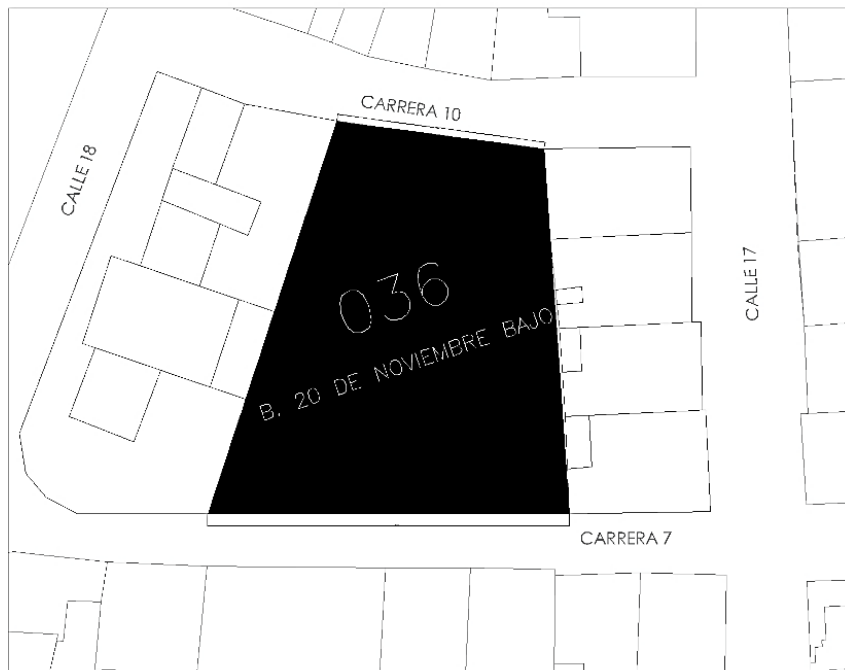 CARRERA 10
CALLE 18
036
CALLE 17
B. 20 DE NOVIEMBRE BAJO
CARRERA 7